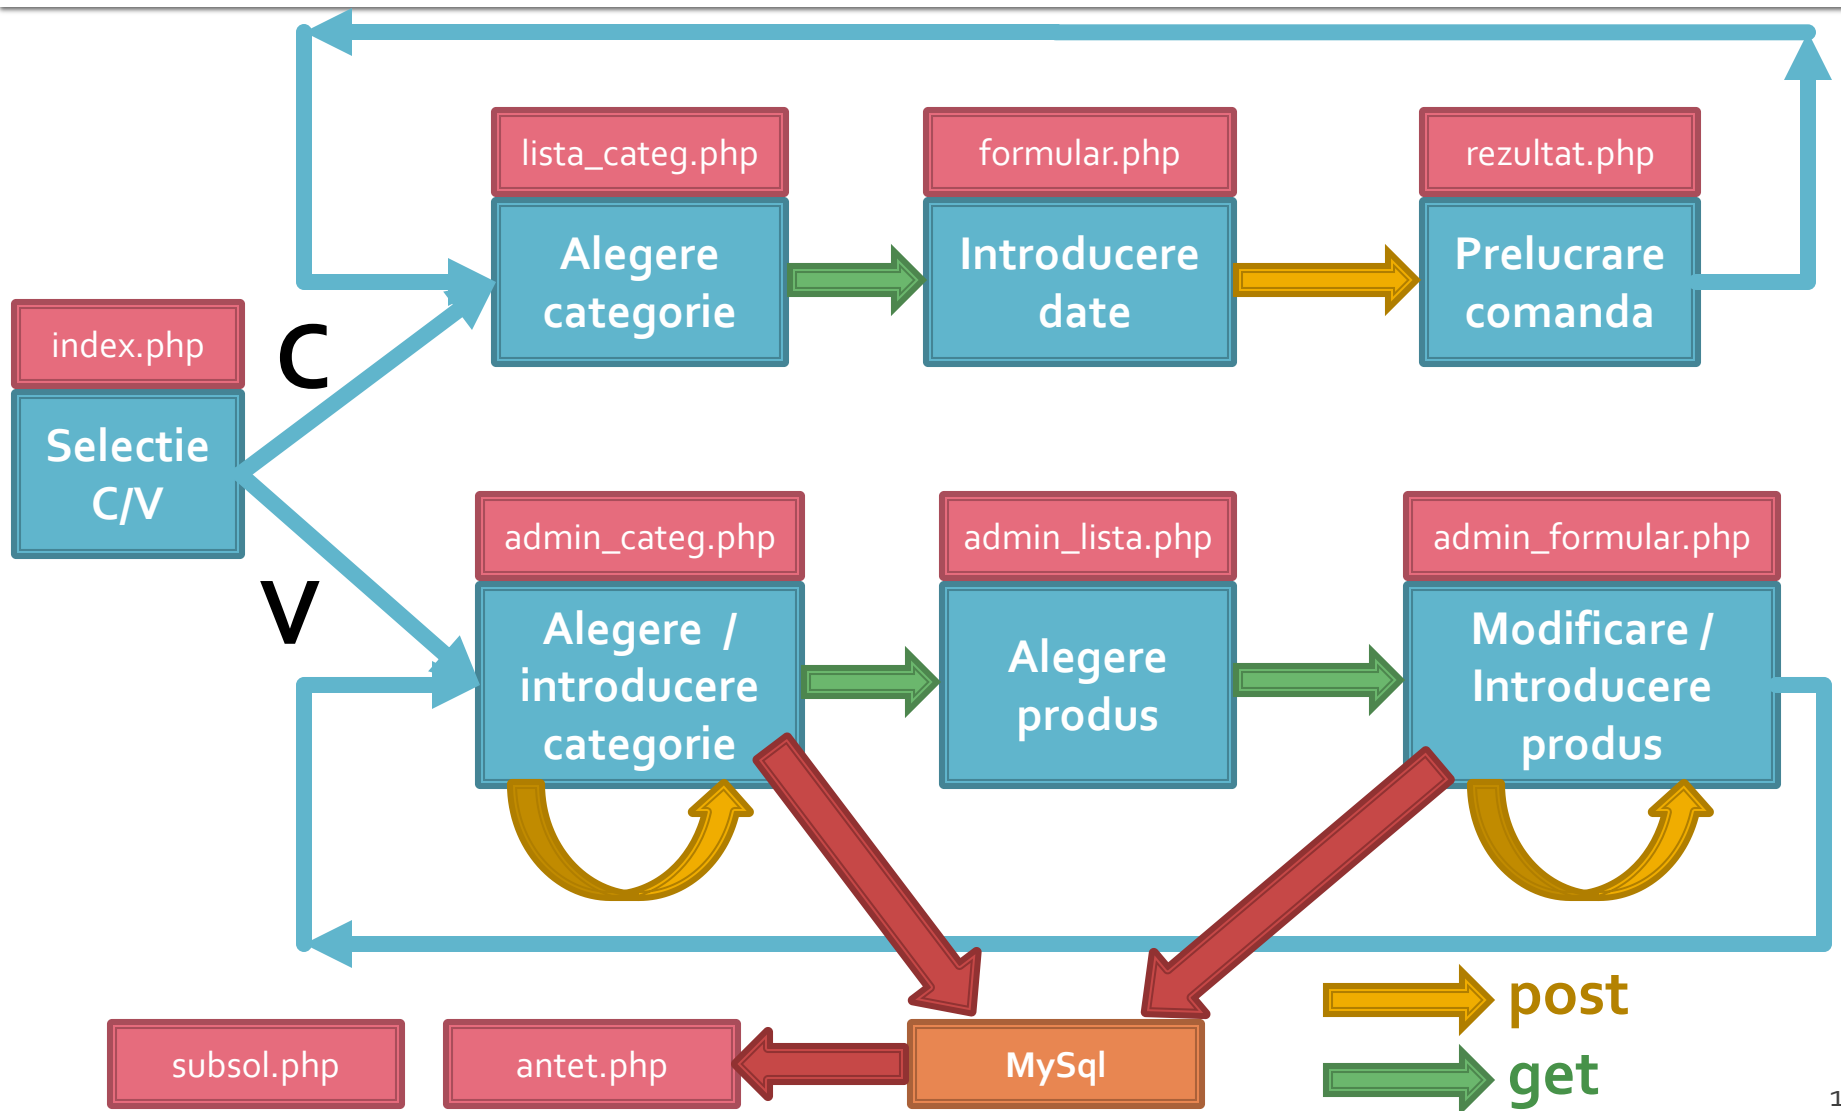 lista_categ.php
formular.php
rezultat.php
Alegere
categorie
Introducere
date
Prelucrare
comanda
index.php
C
Selectie
C/V
V
admin_categ.php
admin_lista.php
admin_formular.php
Alegere /
introducere
categorie
Alegere
produs
Modificare /
Introducere
produs
post
subsol.php
antet.php
MySql
get